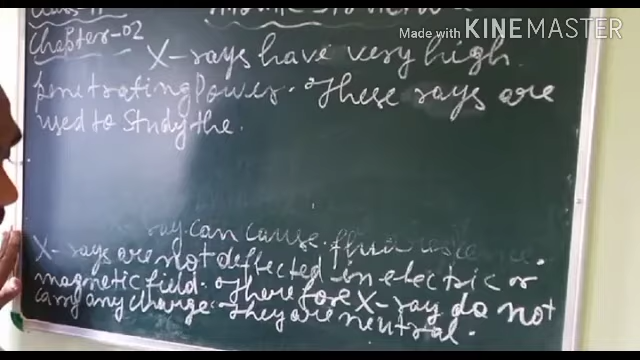 Made with KINEMASTER
Chapter-02
X-rays have very high
penetrating Power. These rays are
used to study the.
ray can cause
X-rays are not deflected in electric or
magnetic field. Therefore X-ray do not
carry any charge. They are neutral.